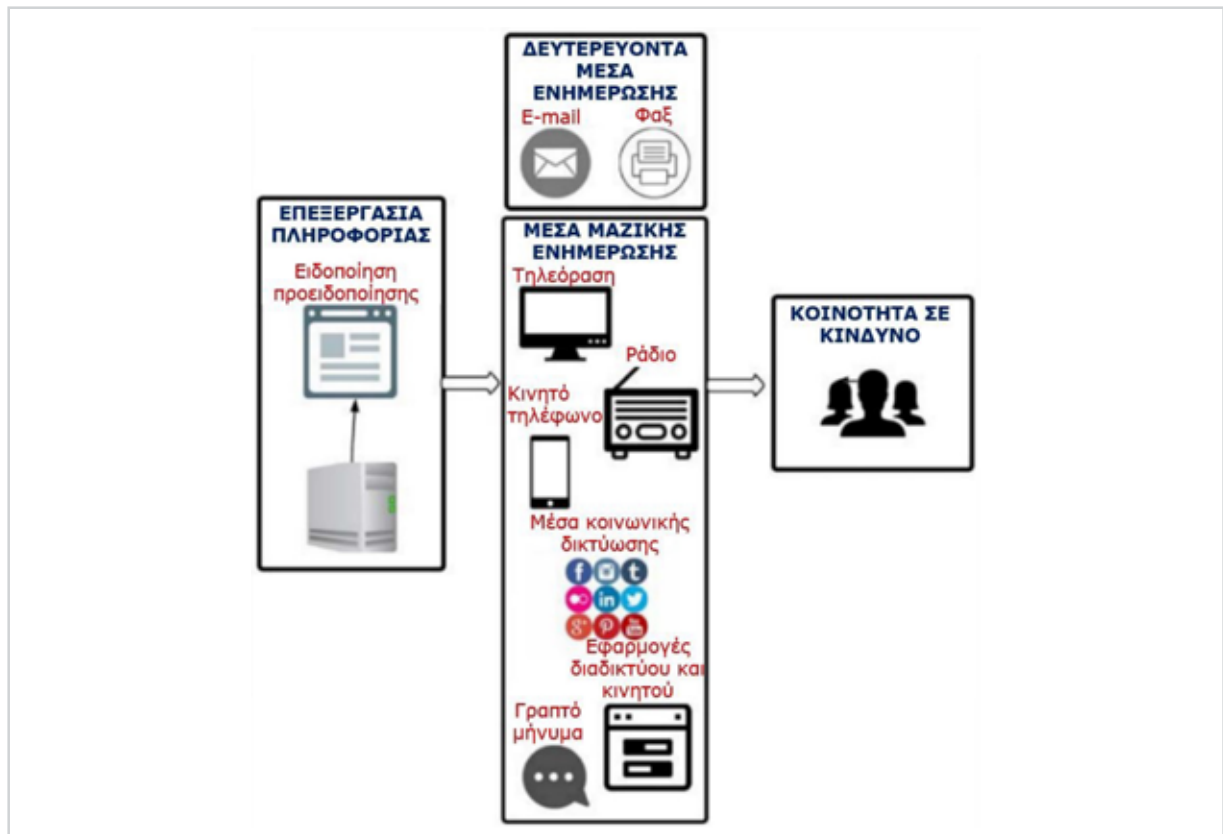 ΔΕΥΤΕΡΕΥΟΝΤΑ
ΜΕΣΑ
ΕΝΗΜΕΡΩΣΗΣ
E-mail
Φαξ
ΕΠΕΞΕΡΓΑΣΙΑ
ΠΛΗΡΟΦΟΡΙΑΣ
Ειδοποίηση
προειδοποίησης
ΜΕΣΑ ΜΑΖΙΚΗΣ
ΕΝΗΜΕΡΩΣΗΣ
Τηλεόραση
Ράδιο
Κινητό
τηλέφωνο
Μέσα κοινωνικής
δικτύωσης
Εφαρμογές
διαδικτύου και
κινητού
Γραπτό
μήνυμα
ΚΟΙΝΟΤΗΤΑ ΣΕ
ΚΙΝΔΥΝΟ